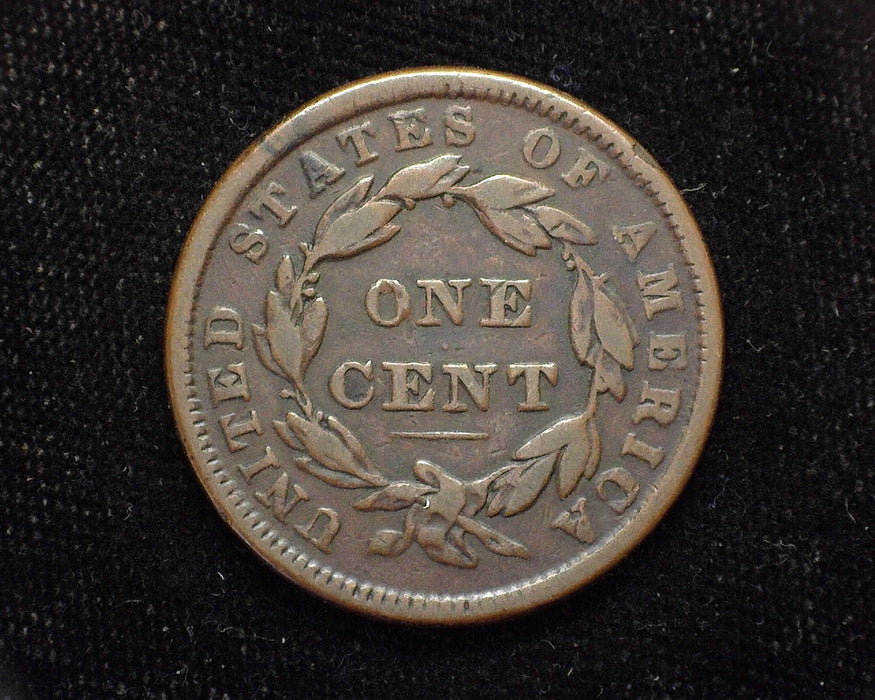 UNITED STATES OF AMERICA
ONE
CENT